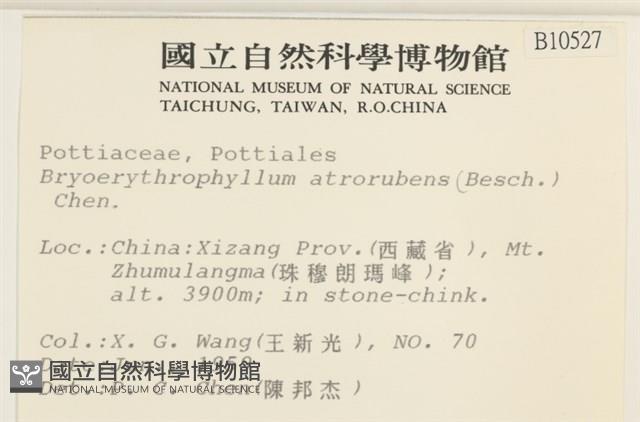 國立自然科學博物館
B10527
NATIONAL MUSEUM OF NATURAL SCIENCE
TAICHUNG, TAIWAN, R.O.CHINA
Pottiaceae, Pottiales
Bryoerythrophyllum atrorubens (Besch.)
Chen.
Loc.:China:Xizang Prov.(西藏省), Mt.
Zhumulangma(珠穆朗瑪峰);
alt. 3900m; in stone-chink.
Col.:X. G. Wang(王新光), NO. 70
國立自然科學博物館
NATIONAL MUSEUM OF NATURAL SCIENCE
(陳邦杰)